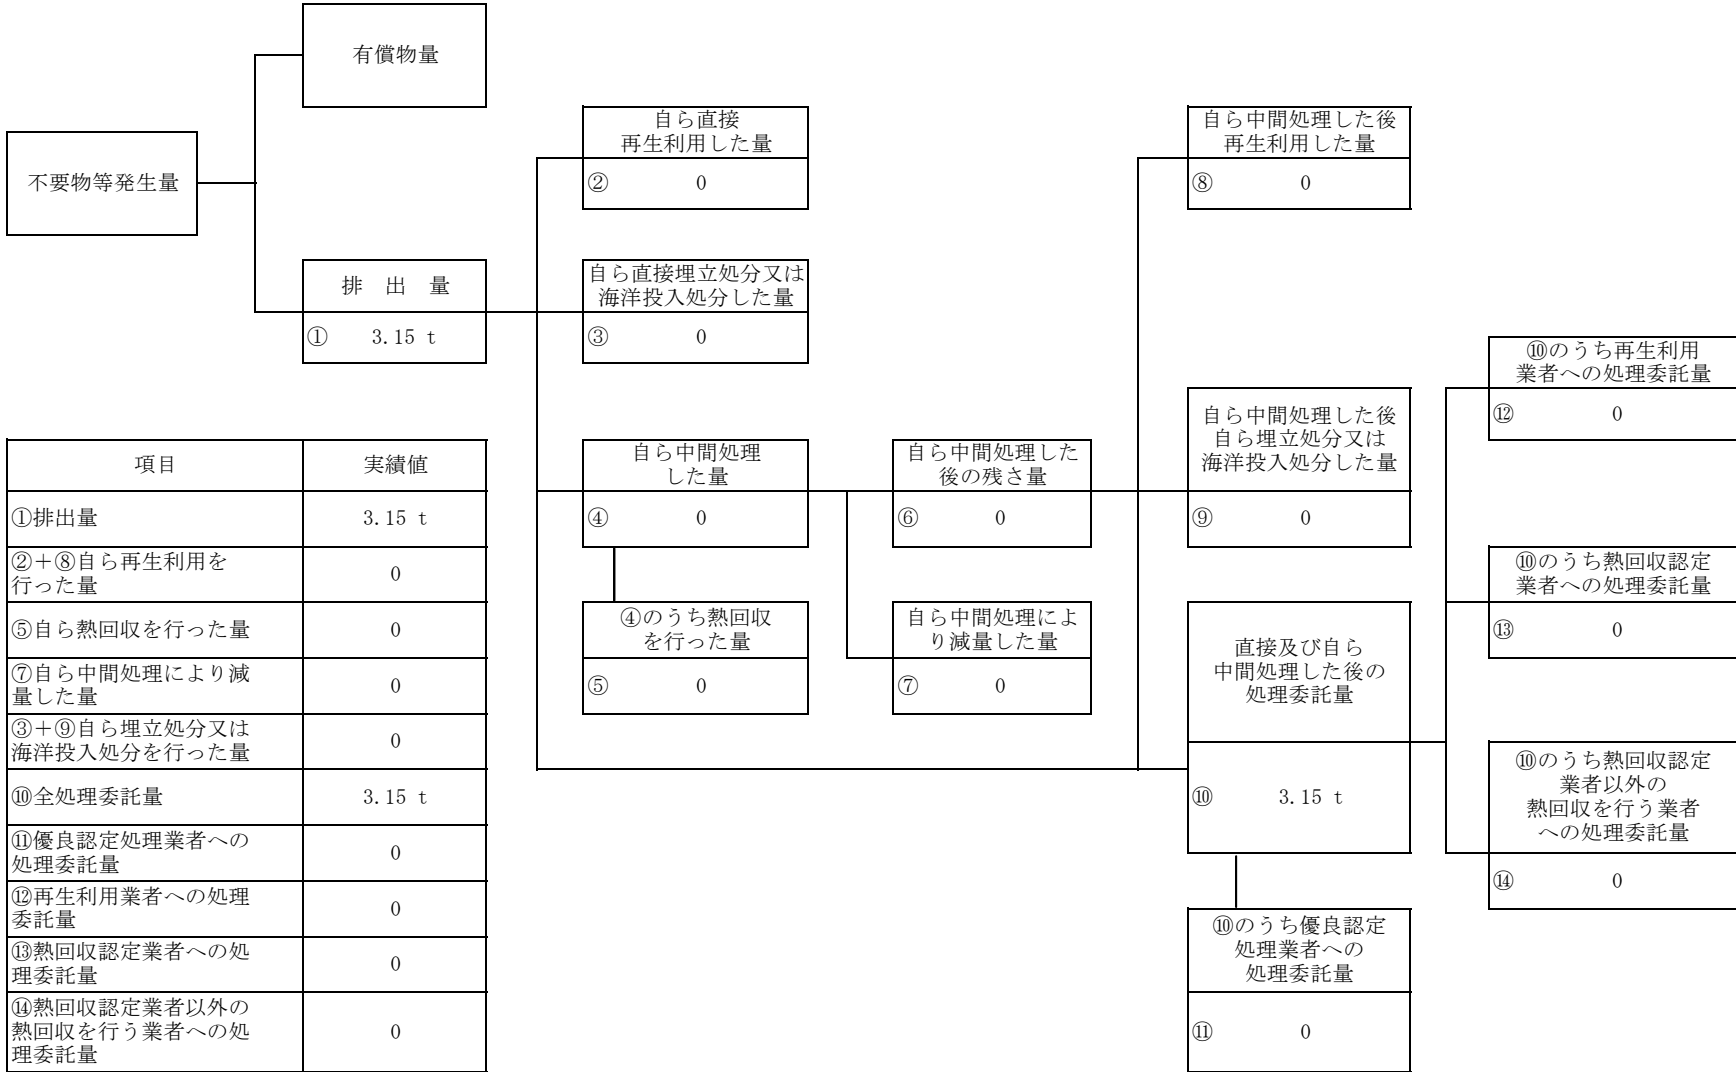 有償物量
不要物等発生量
排　出　量
①　3.15 t
自ら直接
再生利用した量
②　0
自ら直接埋立処分又は
海洋投入処分した量
③　0
自ら中間処理
した量
④　0
④のうち熱回収
を行った量
⑤　0
自ら中間処理した
後の残さ量
⑥　0
自ら中間処理によ
り減量した量
⑦　0
自ら中間処理した後
再生利用した量
⑧　0
自ら中間処理した後
自ら埋立処分又は
海洋投入処分した量
⑨　0
直接及び自ら
中間処理した後の
処理委託量
⑩　3.15 t
⑩のうち優良認定
処理業者への
処理委託量
⑪　0
⑩のうち再生利用
業者への処理委託量
⑫　0
⑩のうち熱回収認定
業者への処理委託量
⑬　0
⑩のうち熱回収認定
業者以外の
熱回収を行う業者
への処理委託量
⑭　0
項目　実績値
①排出量　3.15 t
②＋⑧自ら再生利用を
行った量　0
⑤自ら熱回収を行った量　0
⑦自ら中間処理により減
量した量　0
③＋⑨自ら埋立処分又は
海洋投入処分を行った量　0
⑩全処理委託量　3.15 t
⑪優良認定処理業者への
処理委託量　0
⑫再生利用業者への処理
委託量　0
⑬熱回収認定業者への処
理委託量　0
⑭熱回収認定業者以外の
熱回収を行う業者への処
理委託量　0